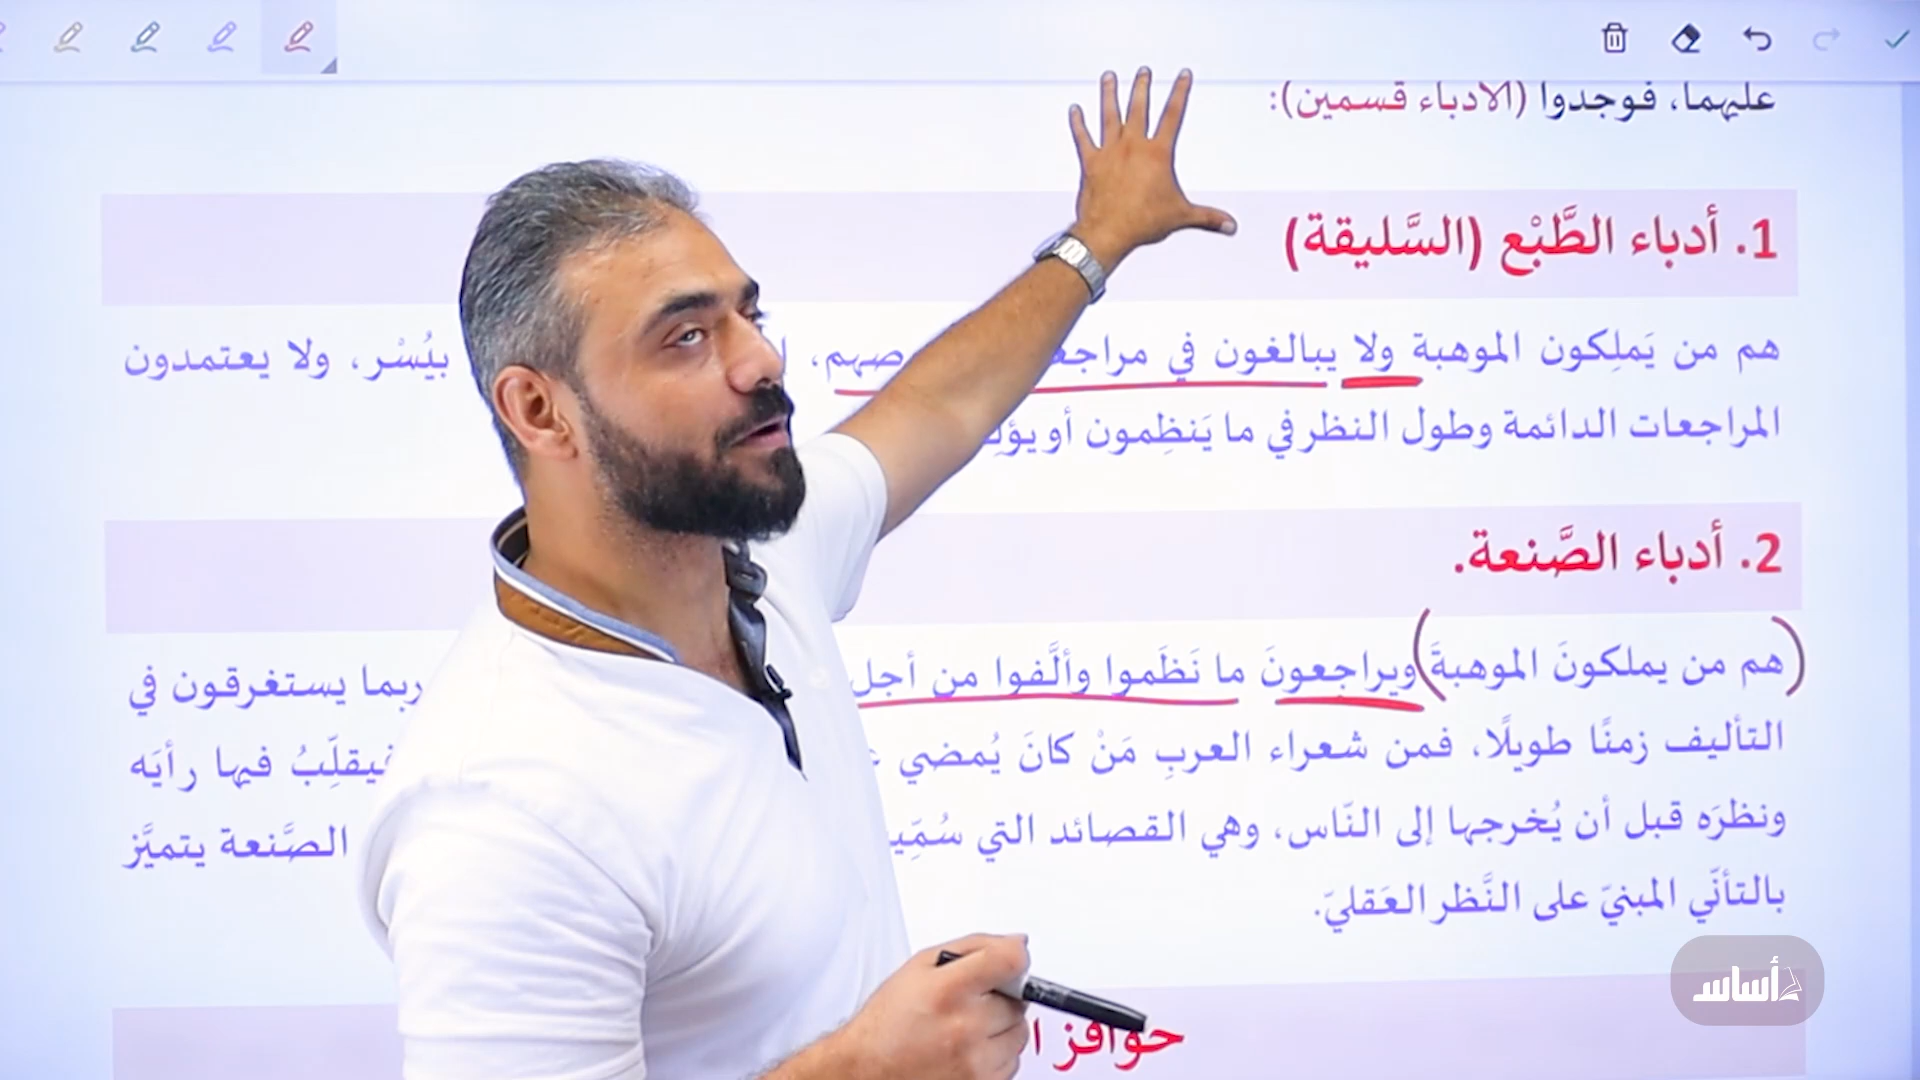 عليهما، فوجدوا (الادباء قسمين):
1. أدباء الطَّبْع (السَّليقة)
هم من يَملِكون الموهبة ولا يبالغون في بيُسْر، ولا يعتمدون
المراجعات الدائمة وطول النظر في ما يَنظِمون أو
2. أدباء الصَّنعة.
(هم من يملكونَ الموهبةَ) ويراجعونَ ما نَظَموا وألَّفوا من أجل ربما يستغرقون في
التأليف زمنًا طويلًا، فمن شعراء العربِ مَنْ كانَ يُمضي فيقلِّبُ فيها رأيَه
ونظرَه قبل أن يُخرجها إلى النّاس، وهي القصائد التي الصَّنعة يتميَّز
بالتأنّي المبنيّ على النَّظر العَقليّ.
حوافز
أساس